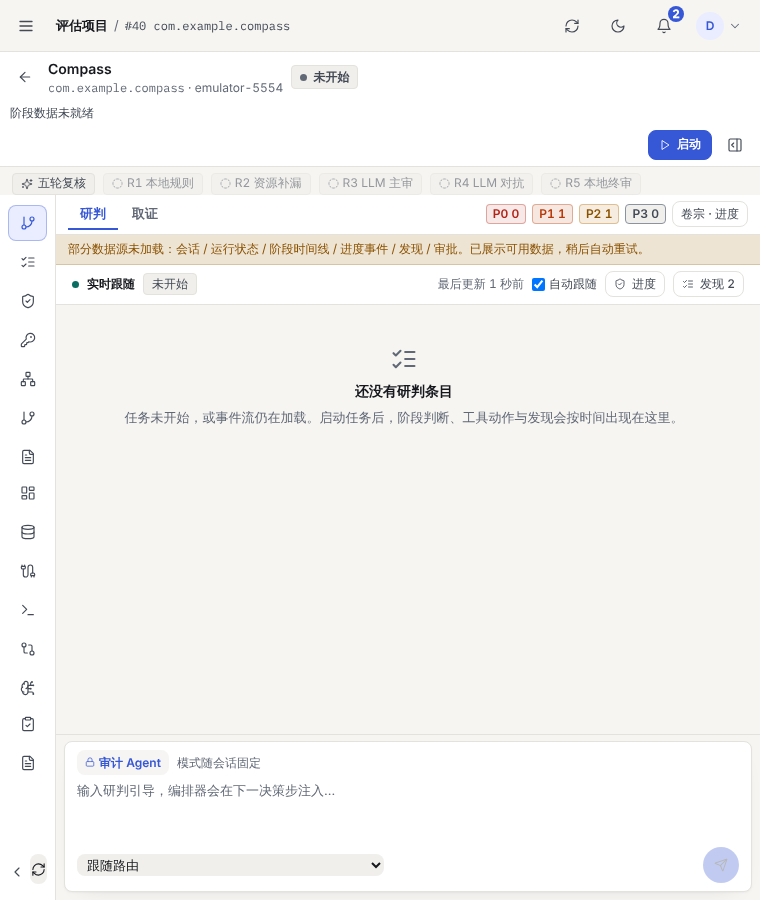 评估项目 / #40 com.example.compass
2
D
Compass
com.example.compass · emulator-5554
未开始
阶段数据未就绪
启动
五轮复核
R1 本地规则
R2 资源补漏
R3 LLM 主审
R4 LLM 对抗
R5 本地终审
研判
取证
P0 0
P1 1
P2 1
P3 0
卷宗 · 进度
部分数据源未加载：会话 / 运行状态 / 阶段时间线 / 进度事件 / 发现 / 审批。已展示可用数据，稍后自动重试。
实时跟随
未开始
最后更新 1 秒前
自动跟随
进度
发现 2
还没有研判条目
任务未开始，或事件流仍在加载。启动任务后，阶段判断、工具动作与发现会按时间出现在这里。
审计 Agent
模式随会话固定
输入研判引导，编排器会在下一决策步注入...
跟随路由